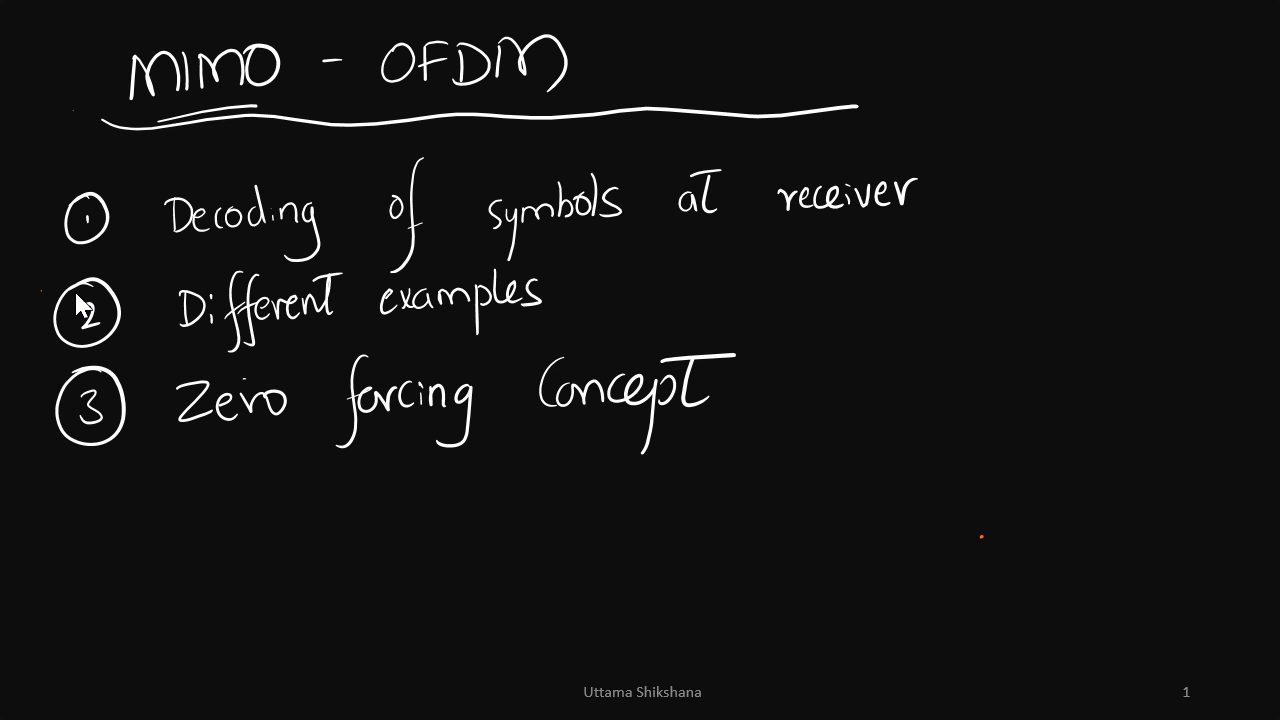 MIMO - OFDM
1 Decoding of symbols at receiver
2 Different examples
3 Zero forcing Concept
Uttama Shikshana 1